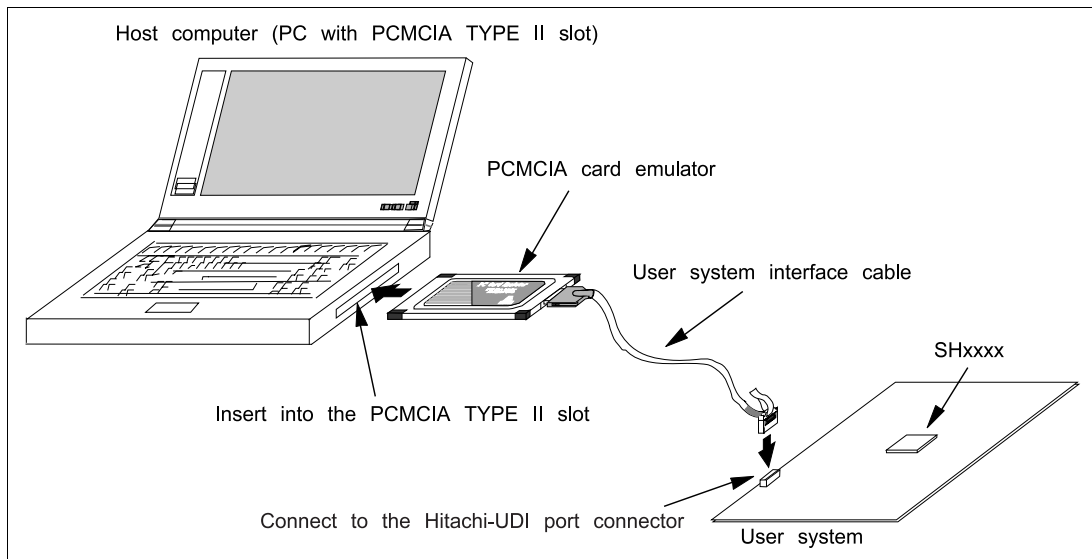 Host computer (PC with PCMCIA TYPE II slot)
PCMCIA card emulator
User system interface cable
SHxxxx
Insert into the PCMCIA TYPE II slot
Connect to the Hitachi-UDI port connector
User system